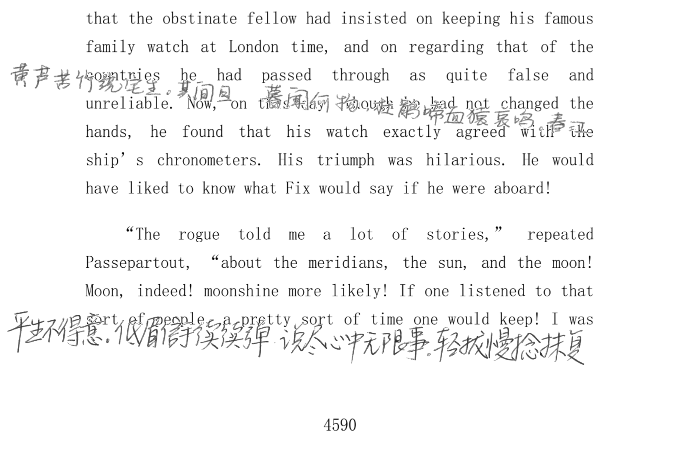 that the obstinate fellow had insisted on keeping his famous
family watch at London time, and on regarding that of the
countries he had passed through as quite false and
黄芦苦竹绕宅生。其间旦暮闻何物，杜鹃啼血猿哀鸣。春江
unreliable. Now, on this day, though he had not changed the
hands, he found that his watch exactly agreed with the
ship's chronometers. His triumph was hilarious. He would
have liked to know what Fix would say if he were aboard!
“The rogue told me a lot of stories,” repeated
Passepartout, “about the meridians, the sun, and the moon!
Moon, indeed! moonshine more likely! If one listened to that
sort of people, a pretty sort of time one would keep! I was
平生不得意。低眉信手续续弹 说尽心中无限事。轻拢慢捻抹复
4590